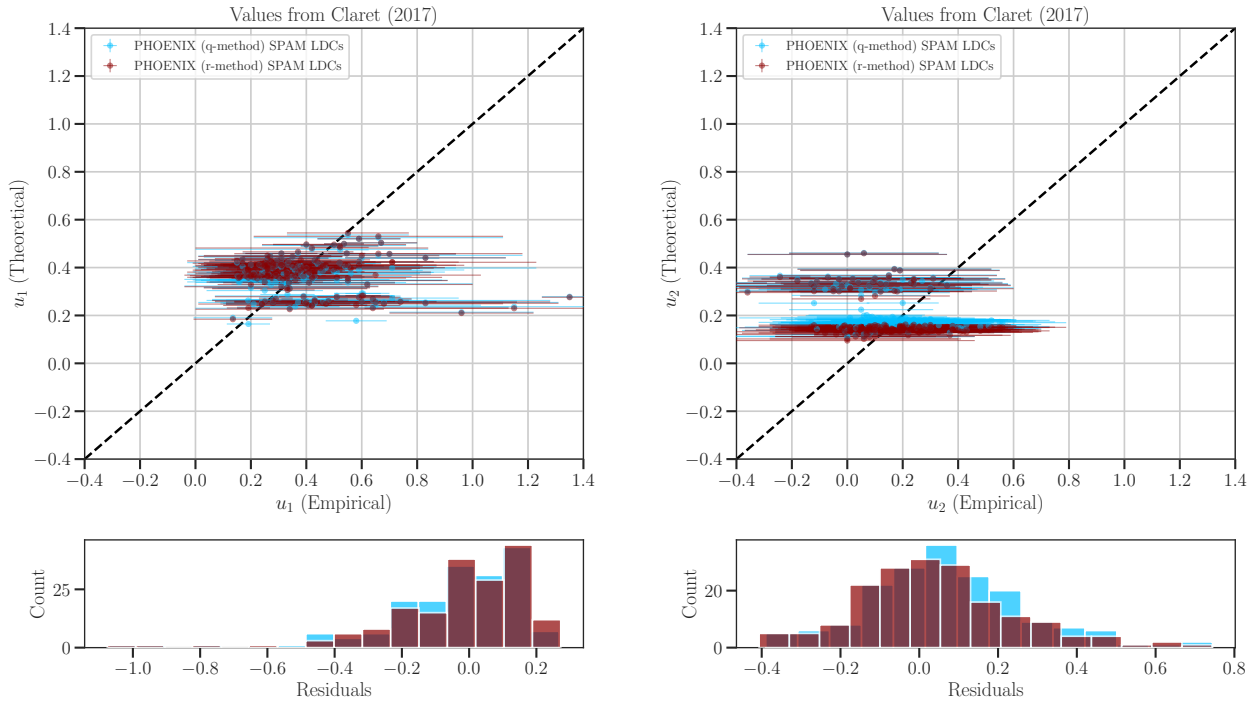 Values from Claret (2017)
PHOENIX (q-method) SPAM LDCs
PHOENIX (r-method) SPAM LDCs
1.4
1.2
1.0
0.8
0.6
0.4
0.2
0.0
−0.2
−0.4
u₁ (Theoretical)
−0.4 −0.2 0.0 0.2 0.4 0.6 0.8 1.0 1.2 1.4
u₁ (Empirical)
Values from Claret (2017)
PHOENIX (q-method) SPAM LDCs
PHOENIX (r-method) SPAM LDCs
1.4
1.2
1.0
0.8
0.6
0.4
0.2
0.0
−0.2
−0.4
u₂ (Theoretical)
−0.4 −0.2 0.0 0.2 0.4 0.6 0.8 1.0 1.2 1.4
u₂ (Empirical)
25
0
Count
−1.0 −0.8 −0.6 −0.4 −0.2 0.0 0.2
Residuals
20
0
Count
−0.4 −0.2 0.0 0.2 0.4 0.6 0.8
Residuals